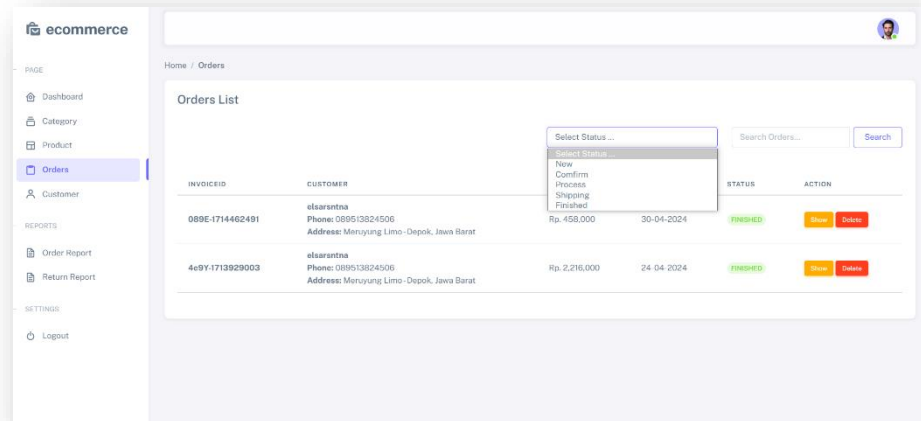 ecommerce
PAGE
Dashboard
Category
Product
Orders
Customer
REPORTS
Order Report
Return Report
SETTINGS
Logout
Home / Orders
Orders List
Select Status ... Search Orders... Search
Select Status ...
New
Comfirm
Process
Shipping
Finished
INVOICEID CUSTOMER STATUS ACTION
elsarsntna
089E-1714462491 Phone: 089513824506 Rp. 458,000 30-04-2024 FINISHED Show Delete
Address: Meruyung Limo-Depok, Jawa Barat
elsarsntna
4e9Y-1713929003 Phone: 089513824506 Rp. 2,216,000 24-04-2024 FINISHED Show Delete
Address: Meruyung Limo-Depok, Jawa Barat